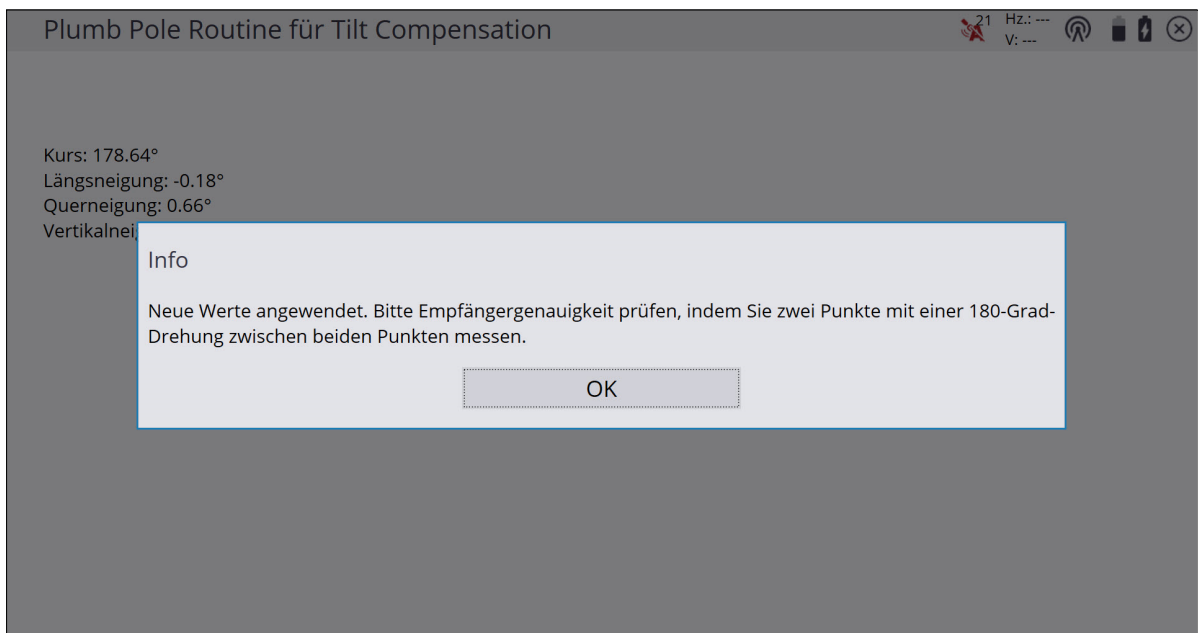 Plumb Pole Routine für Tilt Compensation
21
Hz.: ---
V: ---
Kurs: 178.64°
Längsneigung: -0.18°
Querneigung: 0.66°
Info
Neue Werte angewendet. Bitte Empfängergenauigkeit prüfen, indem Sie zwei Punkte mit einer 180-Grad-
Drehung zwischen beiden Punkten messen.
OK